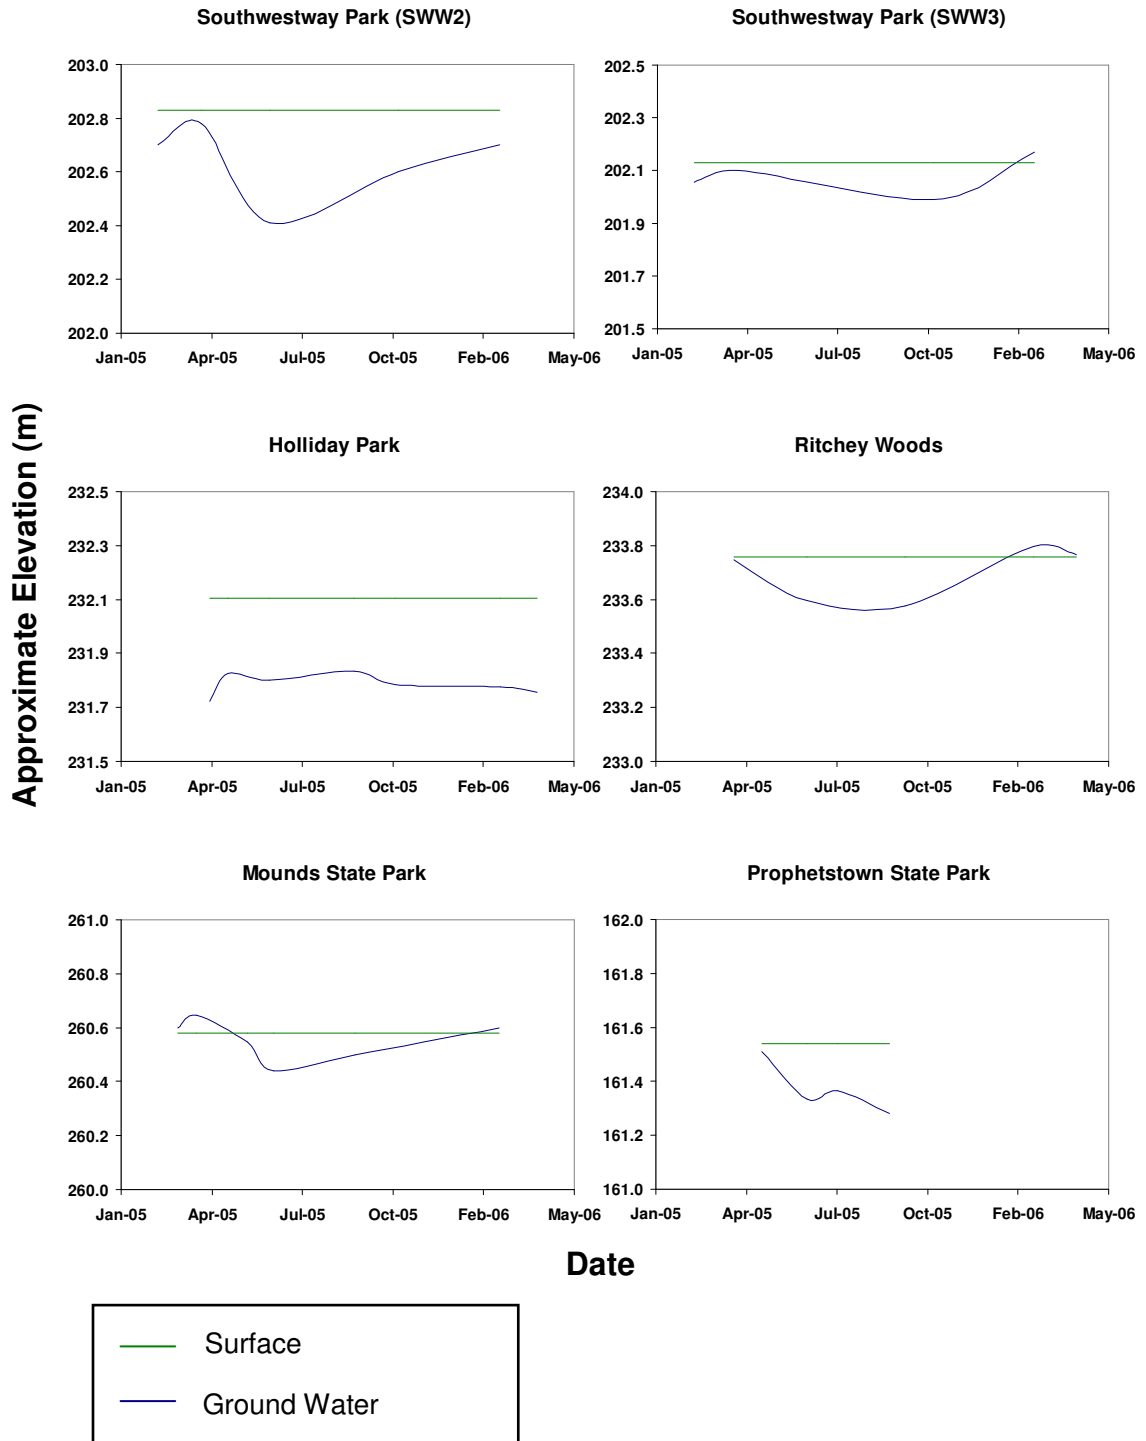 Southwestway Park (SWW2)
203.0
202.8
202.6
202.4
202.2
202.0
Jan-05 Apr-05 Jul-05 Oct-05 Feb-06 May-06
Southwestway Park (SWW3)
202.5
202.3
202.1
201.9
201.7
201.5
Jan-05 Apr-05 Jul-05 Oct-05 Feb-06 May-06
Approximate Elevation (m)
Holliday Park
232.5
232.3
232.1
231.9
231.7
231.5
Jan-05 Apr-05 Jul-05 Oct-05 Feb-06 May-06
Ritchey Woods
234.0
233.8
233.6
233.4
233.2
233.0
Jan-05 Apr-05 Jul-05 Oct-05 Feb-06 May-06
Mounds State Park
261.0
260.8
260.6
260.4
260.2
260.0
Jan-05 Apr-05 Jul-05 Oct-05 Feb-06 May-06
Prophetstown State Park
162.0
161.8
161.6
161.4
161.2
161.0
Jan-05 Apr-05 Jul-05 Oct-05 Feb-06 May-06
Date
Surface
Ground Water